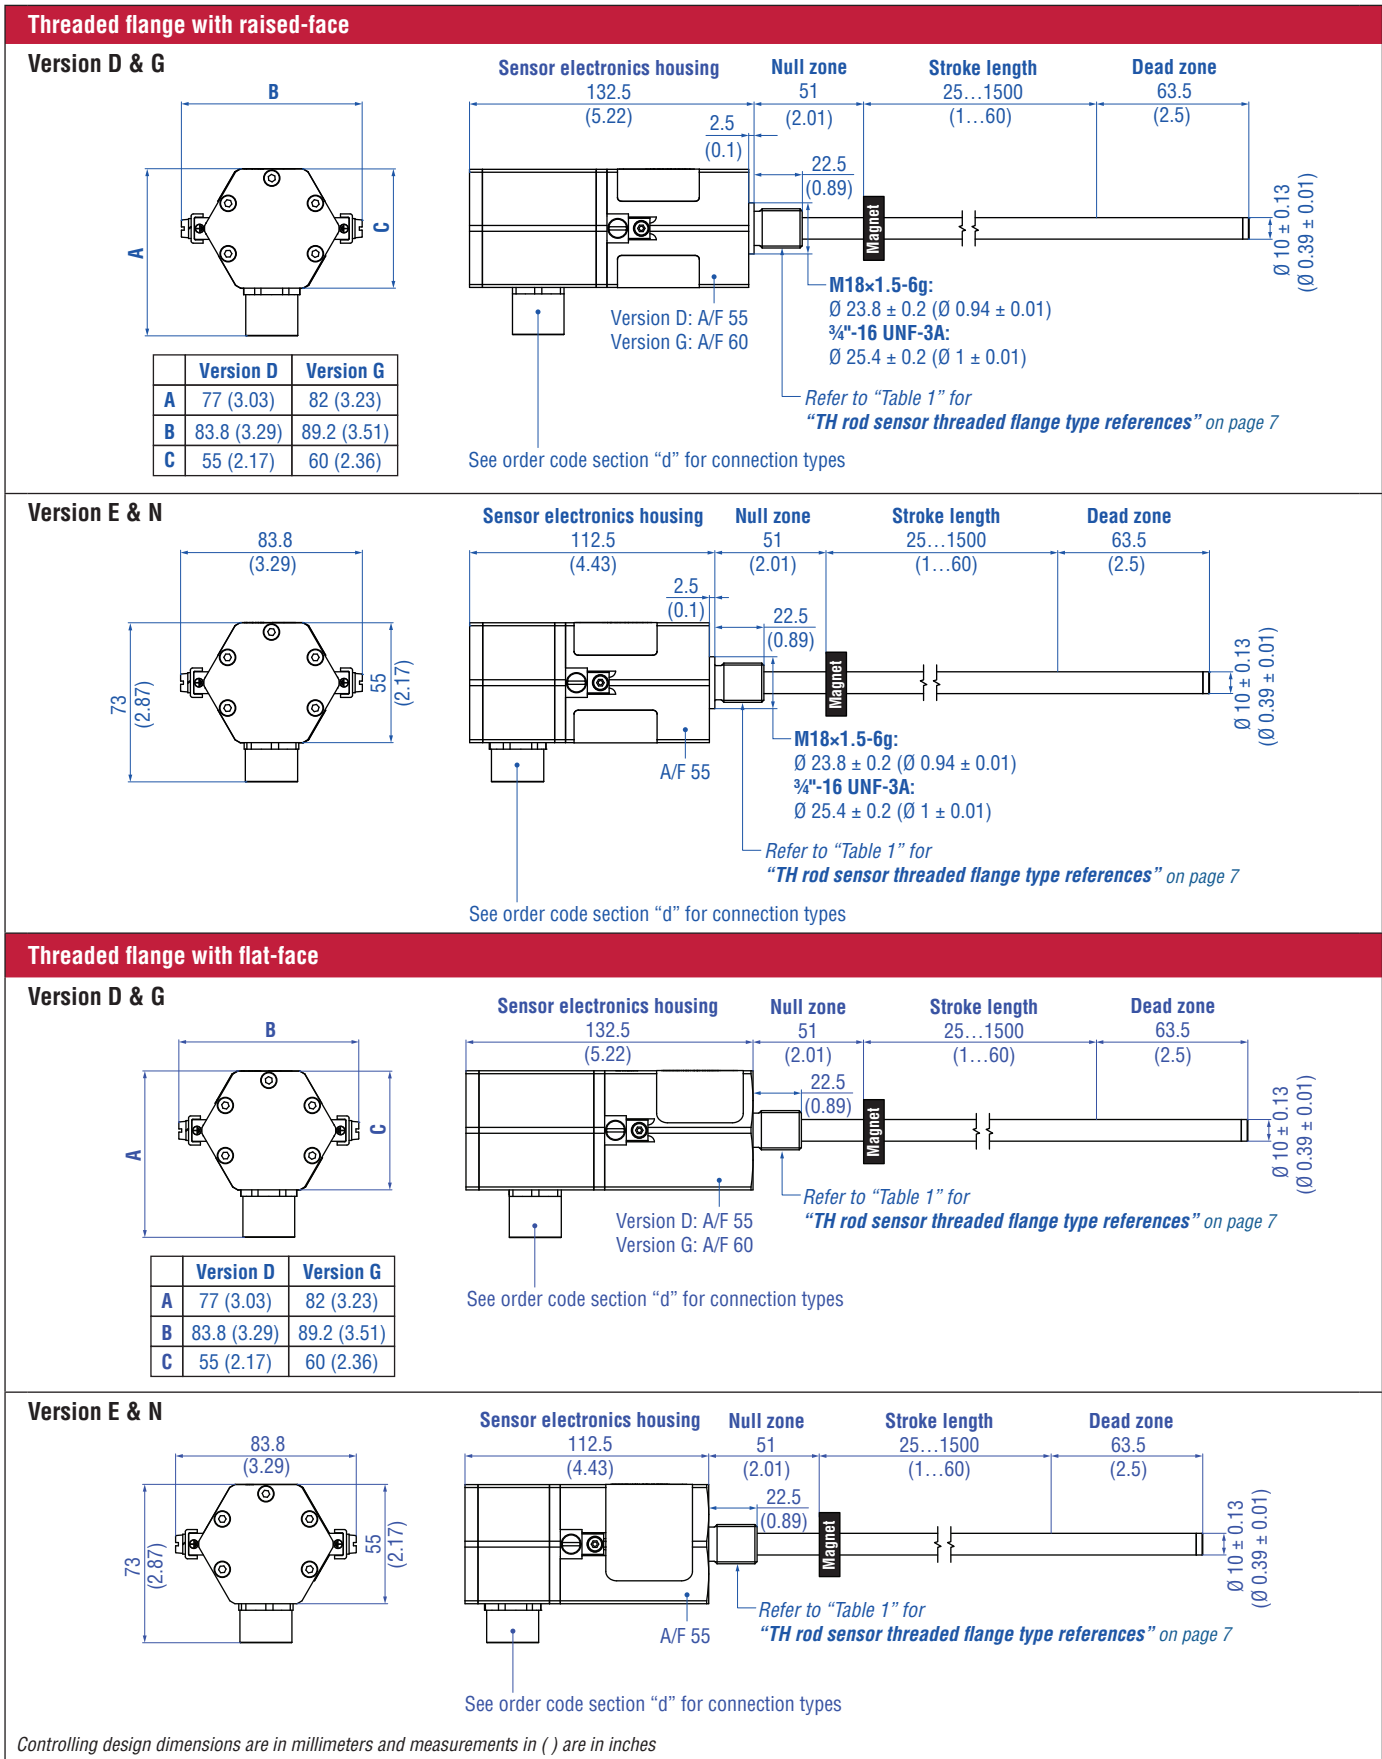 Threaded flange with raised-face
Version D & G
B
A
C
Sensor electronics housing
132.5
(5.22)
Null zone
51
(2.01)
Stroke length
25…1500
(1…60)
Dead zone
63.5
(2.5)
2.5
(0.1)
22.5
(0.89)
Magnet
Ø 10 ± 0.13
(Ø 0.39 ± 0.01)
M18×1.5-6g:
Ø 23.8 ± 0.2 (Ø 0.94 ± 0.01)
¾"-16 UNF-3A:
Ø 25.4 ± 0.2 (Ø 1 ± 0.01)
Version D: A/F 55
Version G: A/F 60
Refer to “Table 1” for
“TH rod sensor threaded flange type references” on page 7
See order code section “d” for connection types
Version D Version G
A 77 (3.03) 82 (3.23)
B 83.8 (3.29) 89.2 (3.51)
C 55 (2.17) 60 (2.36)
Version E & N
83.8
(3.29)
73
(2.87)
55
(2.17)
Sensor electronics housing
112.5
(4.43)
Null zone
51
(2.01)
Stroke length
25…1500
(1…60)
Dead zone
63.5
(2.5)
2.5
(0.1)
22.5
(0.89)
Magnet
Ø 10 ± 0.13
(Ø 0.39 ± 0.01)
A/F 55
M18×1.5-6g:
Ø 23.8 ± 0.2 (Ø 0.94 ± 0.01)
¾"-16 UNF-3A:
Ø 25.4 ± 0.2 (Ø 1 ± 0.01)
Refer to “Table 1” for
“TH rod sensor threaded flange type references” on page 7
See order code section “d” for connection types
Threaded flange with flat-face
Version D & G
B
A
C
Sensor electronics housing
132.5
(5.22)
Null zone
51
(2.01)
Stroke length
25…1500
(1…60)
Dead zone
63.5
(2.5)
22.5
(0.89)
Magnet
Ø 10 ± 0.13
(Ø 0.39 ± 0.01)
Version D: A/F 55
Version G: A/F 60
Refer to “Table 1” for
“TH rod sensor threaded flange type references” on page 7
See order code section “d” for connection types
Version D Version G
A 77 (3.03) 82 (3.23)
B 83.8 (3.29) 89.2 (3.51)
C 55 (2.17) 60 (2.36)
Version E & N
83.8
(3.29)
73
(2.87)
55
(2.17)
Sensor electronics housing
112.5
(4.43)
Null zone
51
(2.01)
Stroke length
25…1500
(1…60)
Dead zone
63.5
(2.5)
22.5
(0.89)
Magnet
Ø 10 ± 0.13
(Ø 0.39 ± 0.01)
A/F 55
Refer to “Table 1” for
“TH rod sensor threaded flange type references” on page 7
See order code section “d” for connection types
Controlling design dimensions are in millimeters and measurements in ( ) are in inches